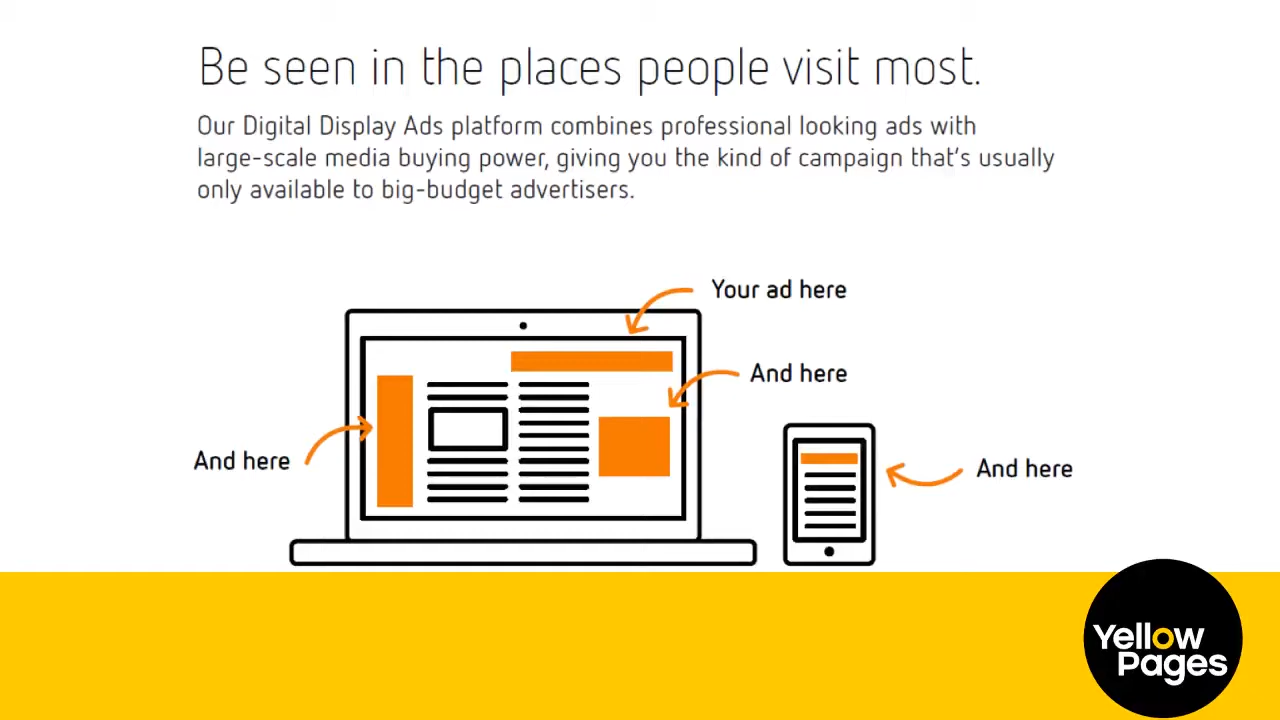 Be seen in the places people visit most.
Our Digital Display Ads platform combines professional looking ads with
large-scale media buying power, giving you the kind of campaign that's usually
only available to big-budget advertisers.
Your ad here
And here
And here
And here
Yellow
Pages